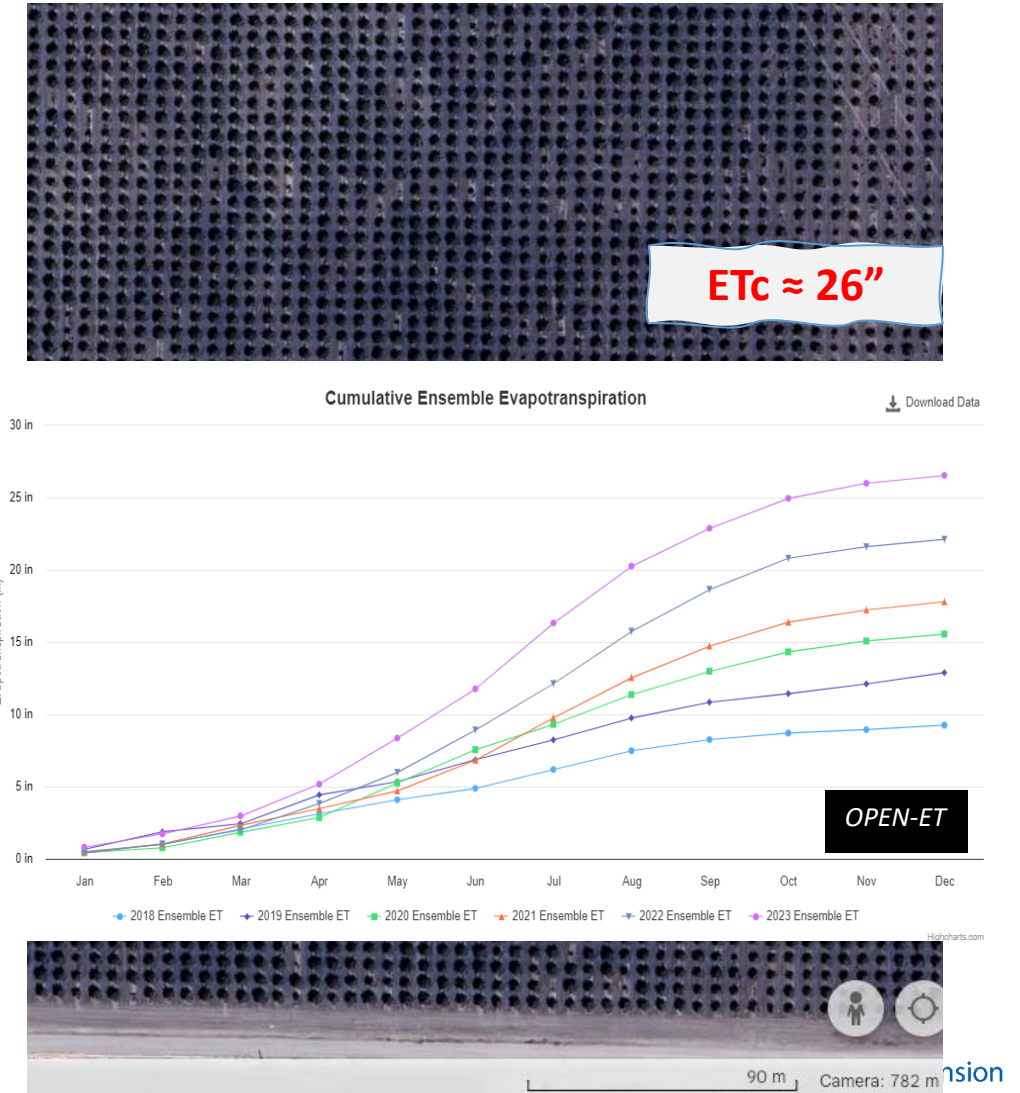 ETc ≈ 26”
Cumulative Ensemble Evapotranspiration
Download Data
30 in
25 in
20 in
15 in
10 in
5 in
0 in
OPEN-ET
Jan Feb Mar Apr May Jun Jul Aug Sep Oct Nov Dec
2018 Ensemble ET 2019 Ensemble ET 2020 Ensemble ET 2021 Ensemble ET 2022 Ensemble ET 2023 Ensemble ET
Highcharts.com
90 m Camera: 782 m
nsion